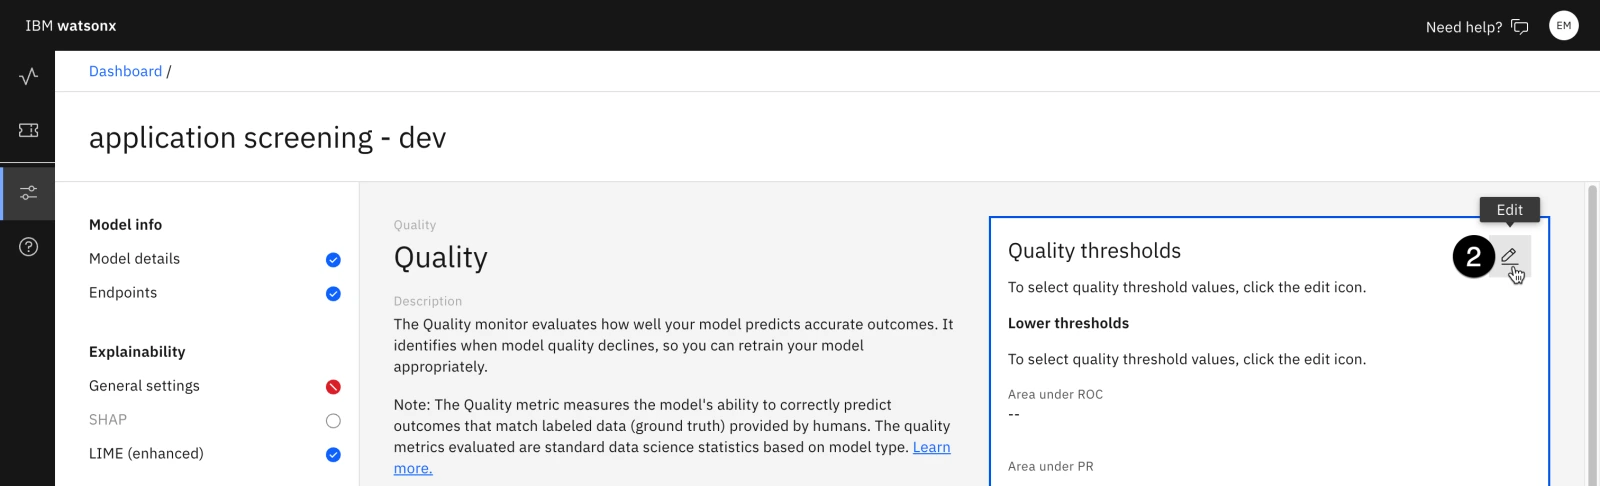 IBM watsonx
Need help?
EM
Dashboard /
application screening - dev
Model info
Model details
Endpoints
Explainability
General settings
SHAP
LIME (enhanced)
Quality
Quality
Description
The Quality monitor evaluates how well your model predicts accurate outcomes. It
identifies when model quality declines, so you can retrain your model
appropriately.
Note: The Quality metric measures the model's ability to correctly predict
outcomes that match labeled data (ground truth) provided by humans. The quality
metrics evaluated are standard data science statistics based on model type. Learn
more.
Edit
Quality thresholds
2
To select quality threshold values, click the edit icon.
Lower thresholds
To select quality threshold values, click the edit icon.
Area under ROC
--
Area under PR